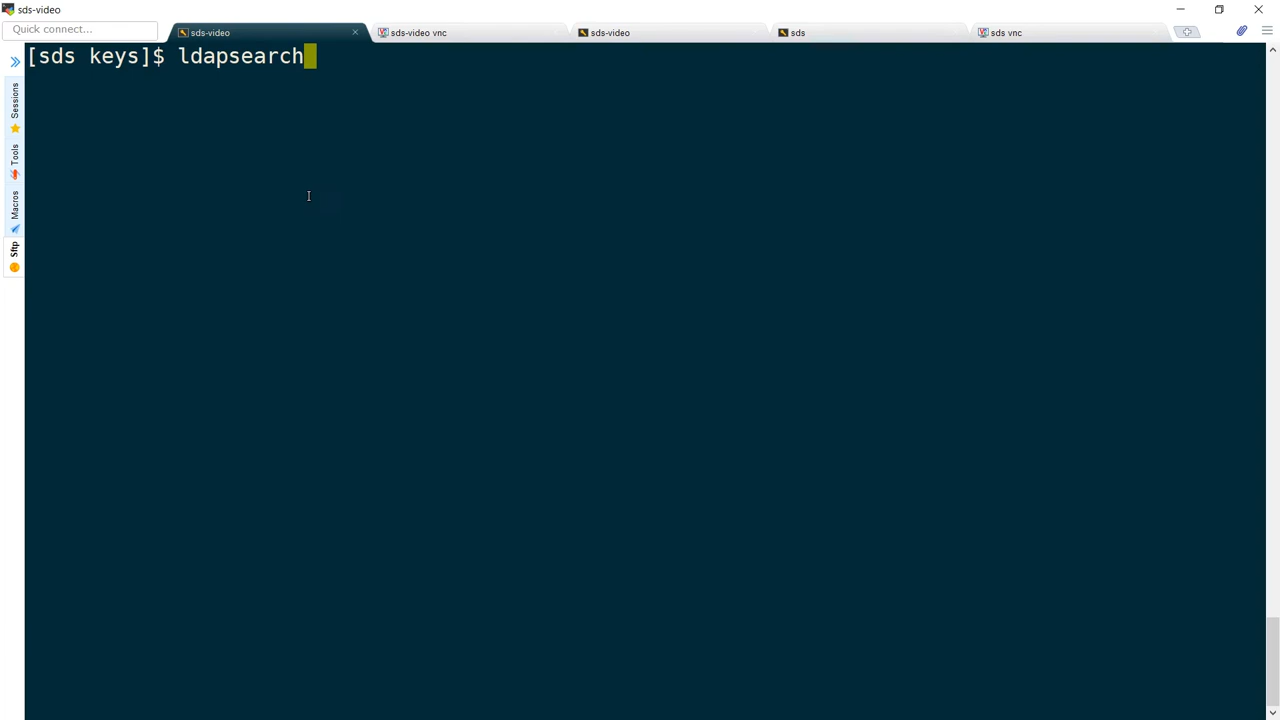 sds-video
Quick connect...
sds-video
sds-video vnc
sds-video
sds
sds vnc
[sds keys]$ ldapsearch
Sessions
Tools
Macros
Sftp